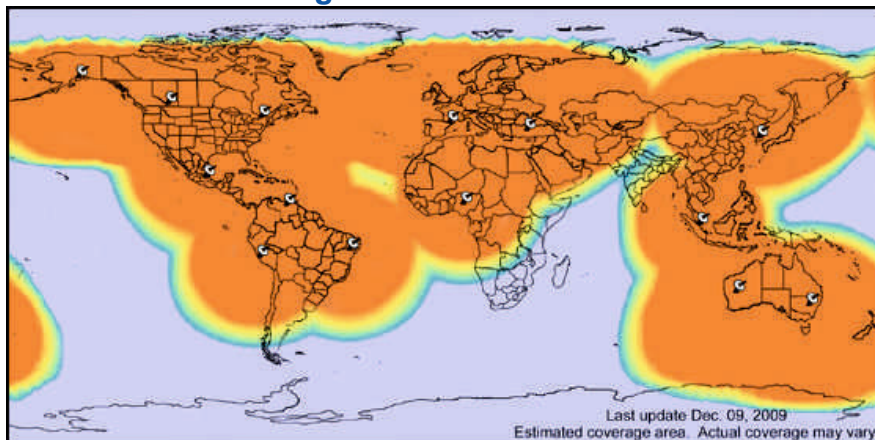 Last update Dec. 09, 2009
Estimated coverage area. Actual coverage may vary